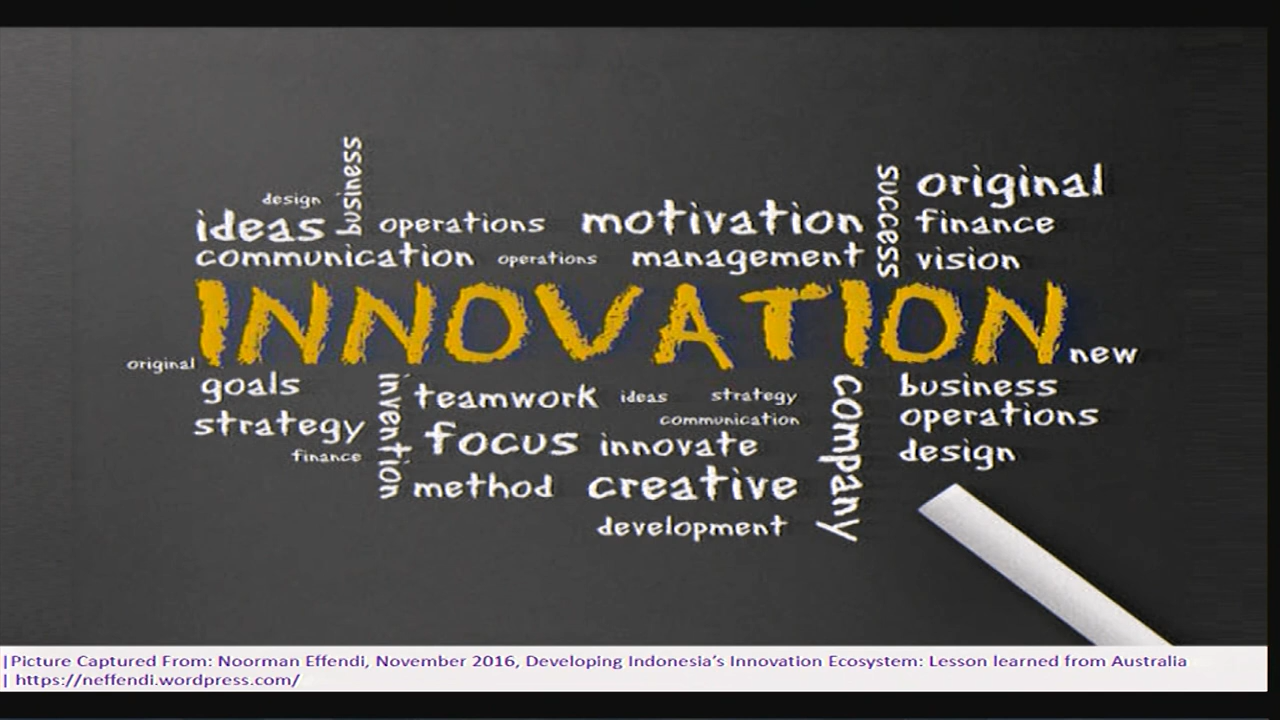 business
design
ideas
operations
motivation
success
original
finance
communication
operations
management
vision
INNOVATION
original
new
goals
invention
teamwork
ideas
strategy
company
business
strategy
communication
operations
finance
focus
innovate
design
method
creative
development
|Picture Captured From: Noorman Effendi, November 2016, Developing Indonesia's Innovation Ecosystem: Lesson learned from Australia
| https://neffendi.wordpress.com/